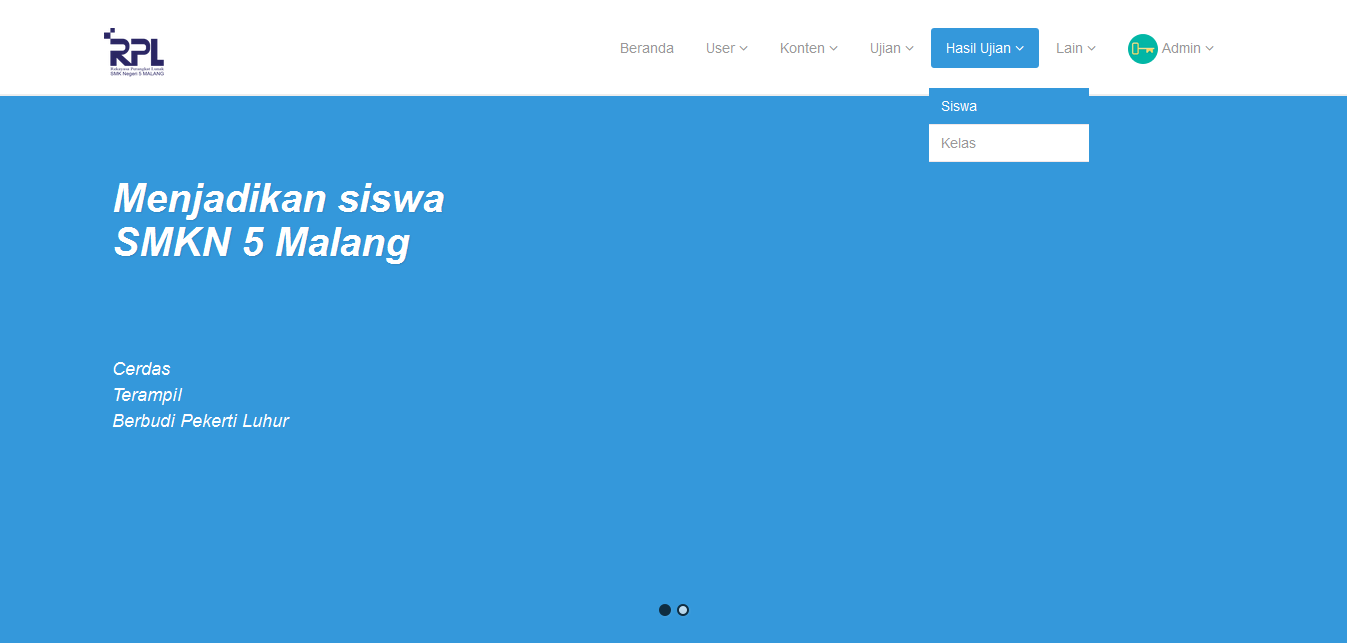 RPL
Rekayasa Perangkat Lunak
SMK Negeri 5 MALANG
Beranda User Konten Ujian Hasil Ujian Lain Admin
Siswa
Kelas
Menjadikan siswa
SMKN 5 Malang
Cerdas
Terampil
Berbudi Pekerti Luhur